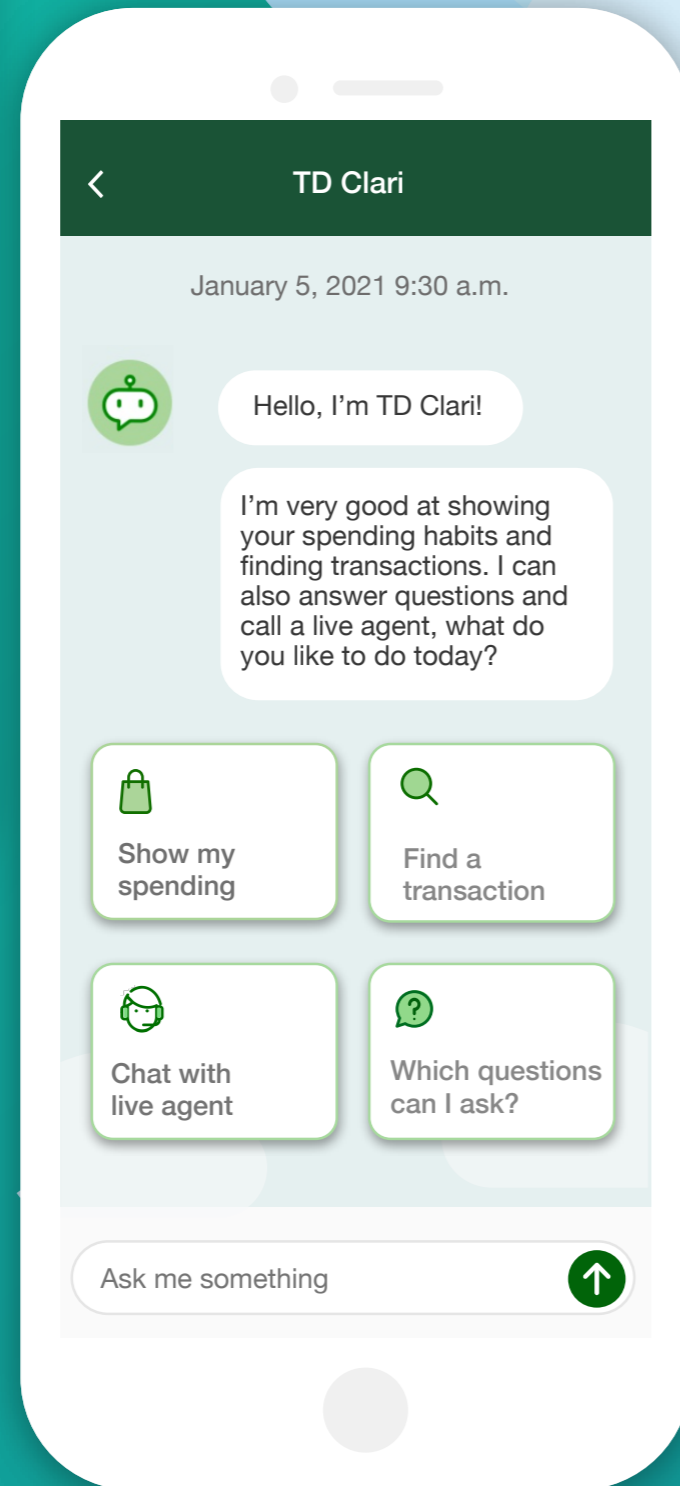 TD Clari
January 5, 2021 9:30 a.m.
Hello, I'm TD Clari!
I'm very good at showing
your spending habits and
finding transactions. I can
also answer questions and
call a live agent, what do
you like to do today?
Show my
spending
Find a
transaction
Chat with
live agent
Which questions
can I ask?
Ask me something